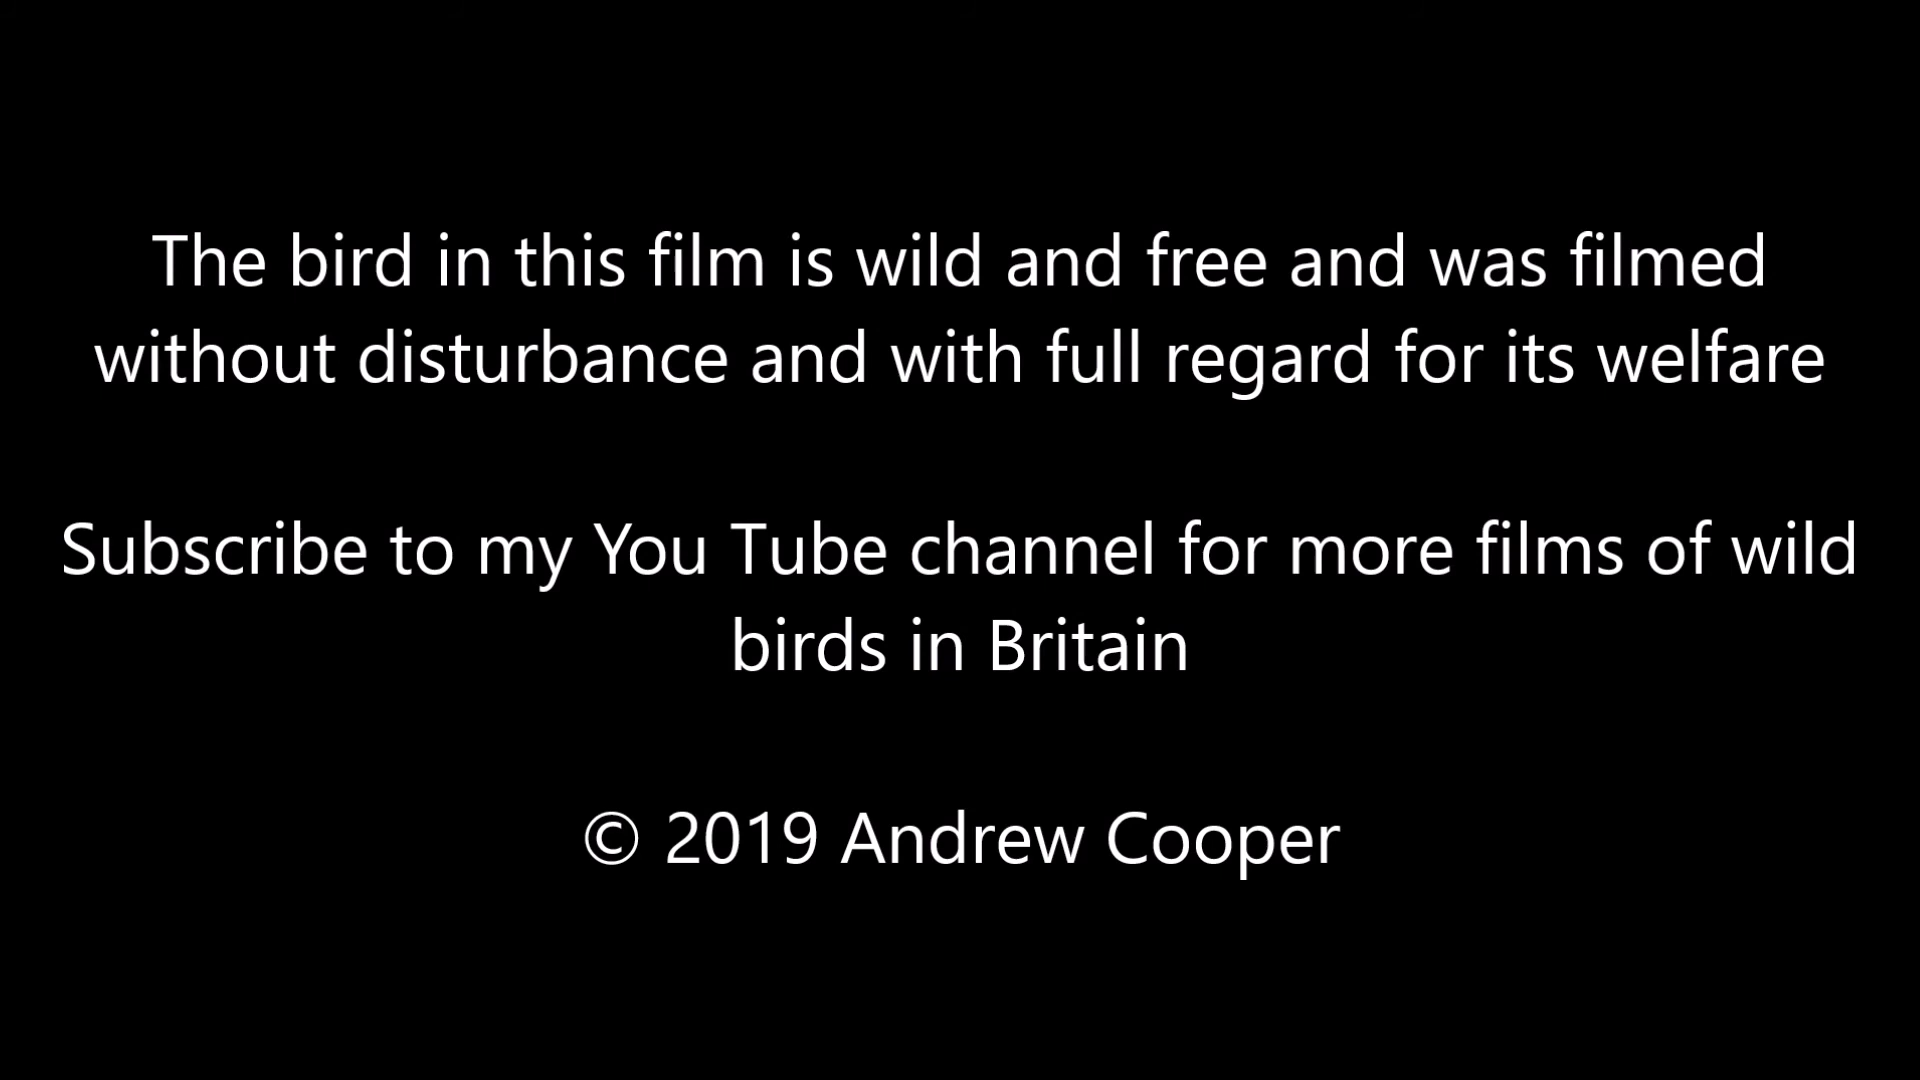 The bird in this film is wild and free and was filmed
without disturbance and with full regard for its welfare
Subscribe to my You Tube channel for more films of wild
birds in Britain
© 2019 Andrew Cooper